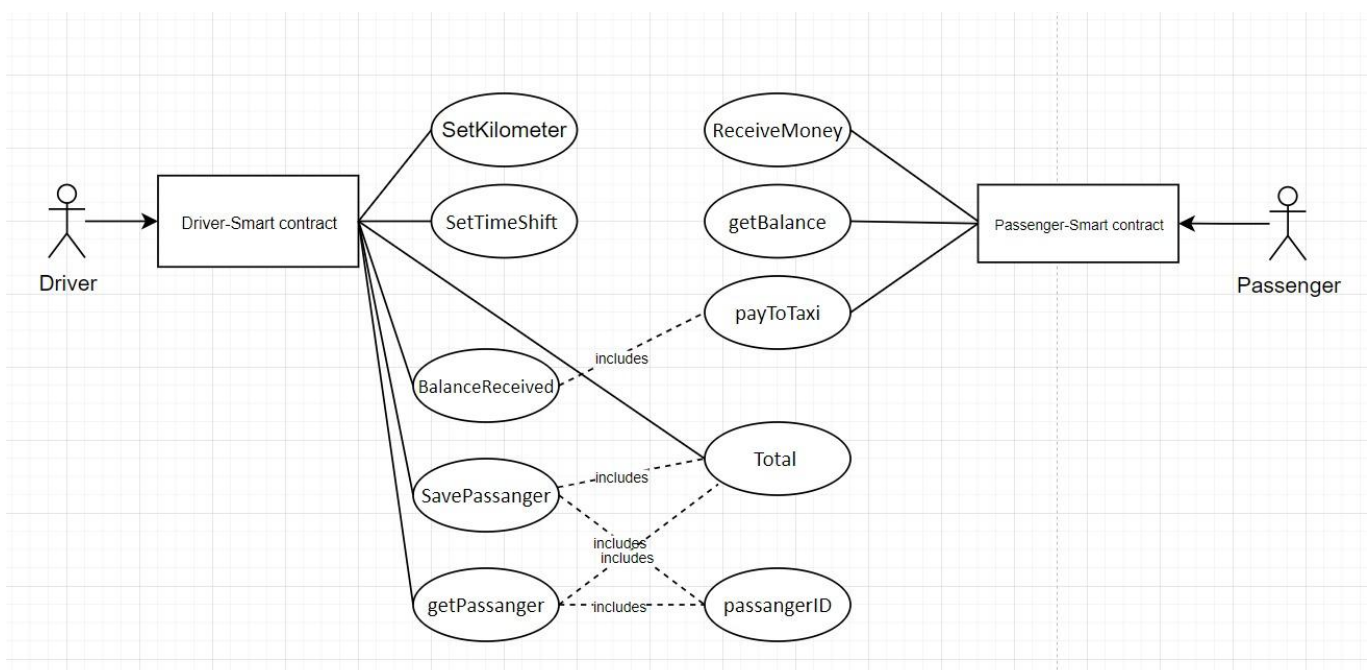 SetKilometer
ReceiveMoney
Driver-Smart contract
SetTimeShift
getBalance
Passenger-Smart contract
Driver
Passenger
payToTaxi
includes
BalanceReceived
Total
includes
SavePassanger
includes
includes
getPassanger
includes
passangerID